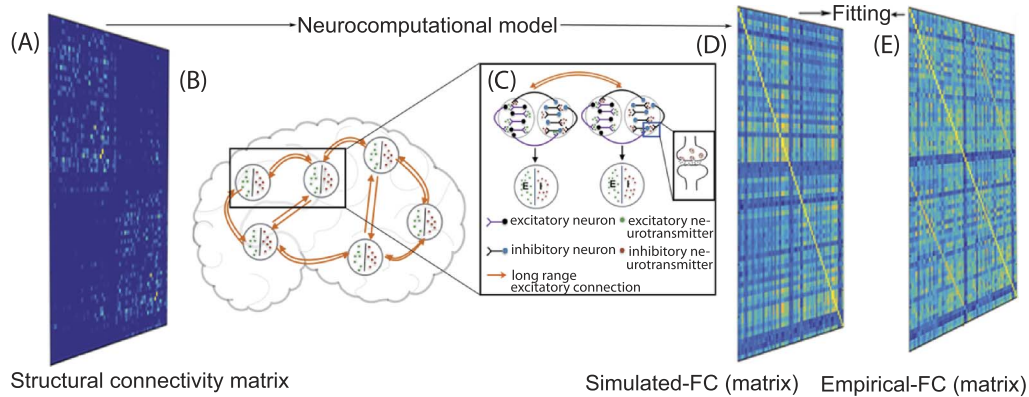 Neurocomputational model
Fitting
(A)
(B)
(C)
(D)
(E)
E I
E I
excitatory neuron
excitatory ne-
urotransmitter
inhibitory neuron
inhibitory ne-
urotransmitter
long range
excitatory connection
Structural connectivity matrix
Simulated-FC (matrix)
Empirical-FC (matrix)